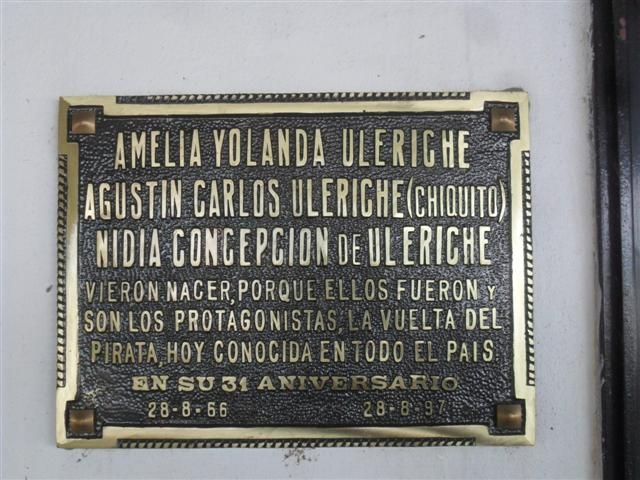 AMELIA YOLANDA ULERICHE
AGUSTIN CARLOS ULERICHE (CHIQUITO)
NIDIA CONCEPCION DE ULERICHE
VIERON NACER, PORQUE ELLOS FUERON Y
SON LOS PROTAGONISTAS, LA VUELTA DEL
PIRATA, HOY CONOCIDA EN TODO EL PAIS
EN SU 31 ANIVERSARIO
28-8-66 28-8-97